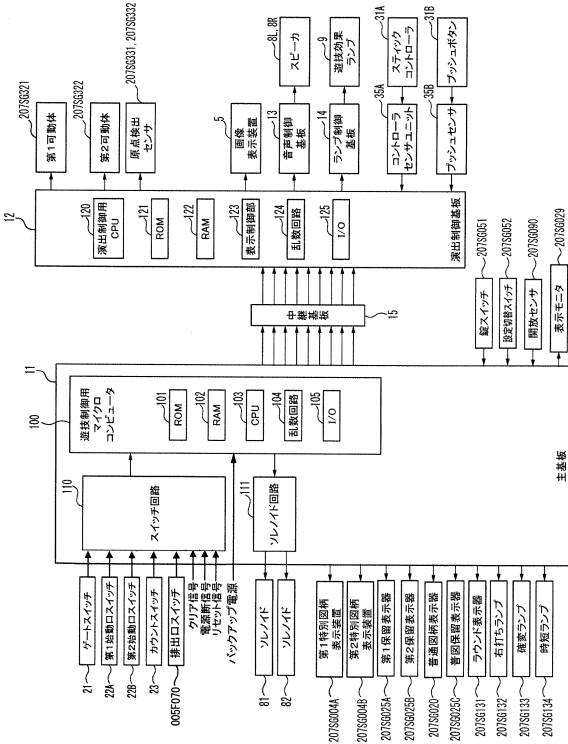 207SG321
第1可動体
207SG322
第2可動体
207SG331, 207SG332
原点検出
センサ
5
画像
表示装置
13
音声制御
基板
8L, 8R
スピーカ
14
ランプ制御
基板
9
遊技効果
ランプ
35A
コントローラ
センサユニット
31A
スティック
コントローラ
35B
プッシュセンサ
31B
プッシュボタン
12
120
演出制御用
CPU
121
ROM
122
RAM
123
表示制御部
124
乱数回路
125
I/O
演出制御基板
中継
基板
15
錠スイッチ
207SG051
設定切替スイッチ
207SG052
開放センサ
207SG090
表示モニタ
207SG029
11
100
遊技制御用
マイクロ
コンピュータ
101
ROM
102
RAM
103
CPU
104
乱数回路
105
I/O
110
スイッチ回路
111
ソレノイド回路
主基板
ゲートスイッチ
21
第1始動口スイッチ
22A
第2始動口スイッチ
22B
カウントスイッチ
23
排出口スイッチ
005F070
クリア信号
電源断信号
リセット信号
バックアップ電源
ソレノイド
81
ソレノイド
82
第1特別図柄
表示装置
207SG004A
第2特別図柄
表示装置
207SG004B
第1保留表示器
207SG025A
第2保留表示器
207SG025B
普通図柄表示器
207SG020
普図保留表示器
207SG025C
ラウンド表示器
207SG131
右打ちランプ
207SG132
確変ランプ
207SG133
時短ランプ
207SG134